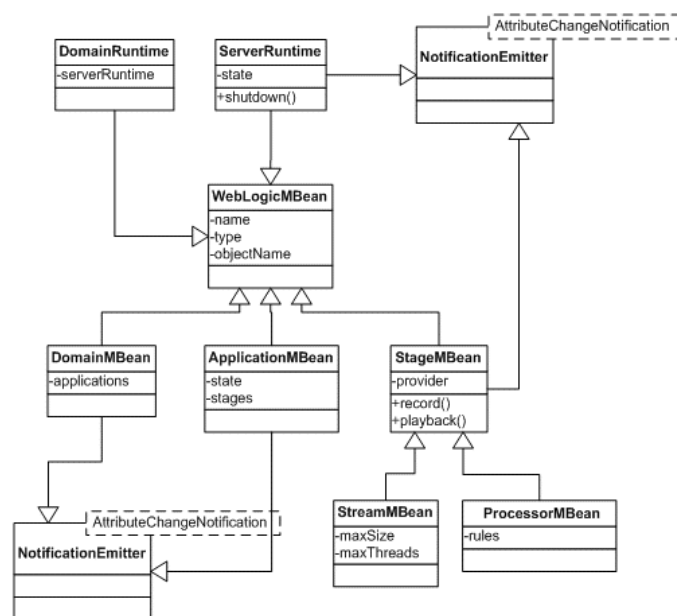 AttributeChangeNotification
NotificationEmitter
DomainRuntime
-serverRuntime
ServerRuntime
-state
+shutdown()
WebLogicMBean
-name
-type
-objectName
DomainMBean
-applications
ApplicationMBean
-state
-stages
StageMBean
-provider
+record()
+playback()
AttributeChangeNotification
NotificationEmitter
StreamMBean
-maxSize
-maxThreads
ProcessorMBean
-rules